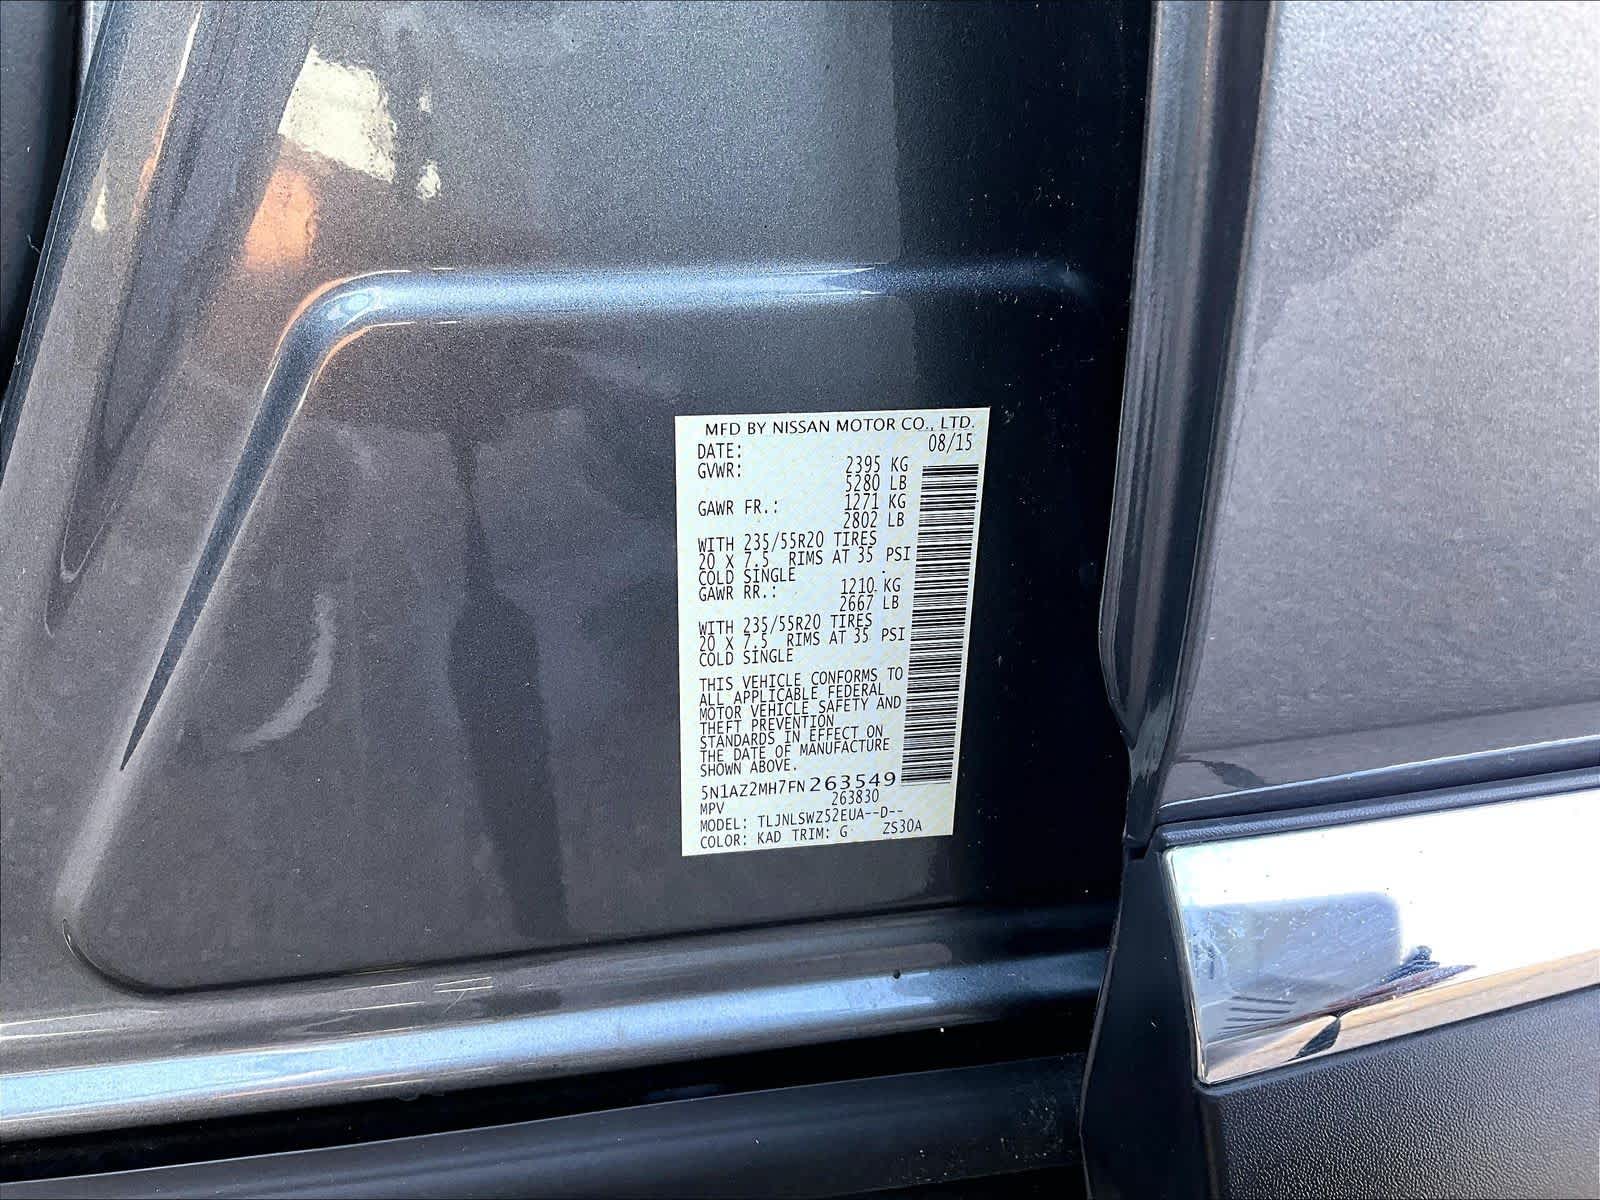 MFD BY NISSAN MOTOR CO., LTD.
DATE: 08/15
GVWR: 2395 KG
5280 LB
GAWR FR.: 1271 KG
2802 LB
WITH 235/55R20 TIRES
20 X 7.5 RIMS AT 35 PSI
COLD SINGLE
GAWR RR.: 1210 KG
2667 LB
WITH 235/55R20 TIRES
20 X 7.5 RIMS AT 35 PSI
COLD SINGLE
THIS VEHICLE CONFORMS TO
ALL APPLICABLE FEDERAL
MOTOR VEHICLE SAFETY AND
THEFT PREVENTION
STANDARDS IN EFFECT ON
THE DATE OF MANUFACTURE
SHOWN ABOVE.
5N1AZ2MH7FN263549
MPV 263830
MODEL: TLJNLSWZ52EUA--D--
COLOR: KAD TRIM: G ZS30A